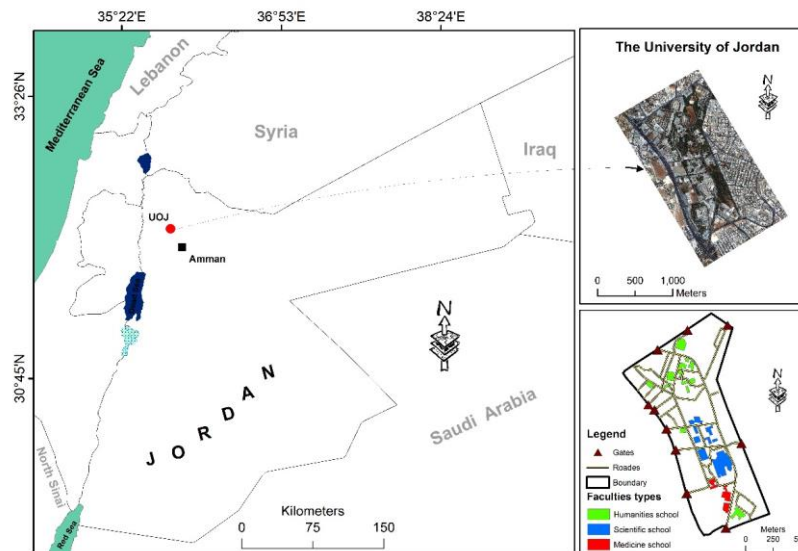 35°22'E
36°53'E
38°24'E
33°26'N
30°45'N
Mediterranean Sea
Lebanon
Syria
Iraq
UOJ
Amman
N
JORDAN
Saudi Arabia
North Sinai
Red Sea
Kilometers
0 75 150
The University of Jordan
N
0 500 1,000
Meters
N
Legend
Gates
Roades
Boundary
Faculties types
Humanities school
Scientific school
Medicine school
Meters
0 250